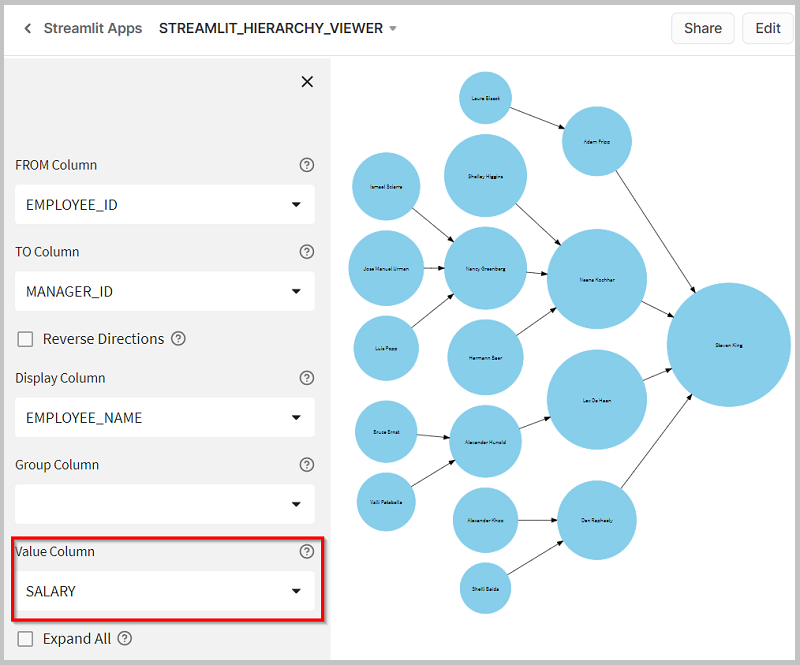 Streamlit Apps STREAMLIT_HIERARCHY_VIEWER
Share
Edit
FROM Column
EMPLOYEE_ID
TO Column
MANAGER_ID
Reverse Directions
Display Column
EMPLOYEE_NAME
Group Column
Value Column
SALARY
Expand All
Laura Bissot
Adam Fripp
Shelley Higgins
Ismael Sciarra
Jose Manuel Urman
Nancy Greenberg
Neena Kochhar
Luis Popp
Hermann Baer
Steven King
Lex De Haan
Bruce Ernst
Alexander Hunold
Valli Pataballa
Alexander Khoo
Den Raphaely
Shelli Baida